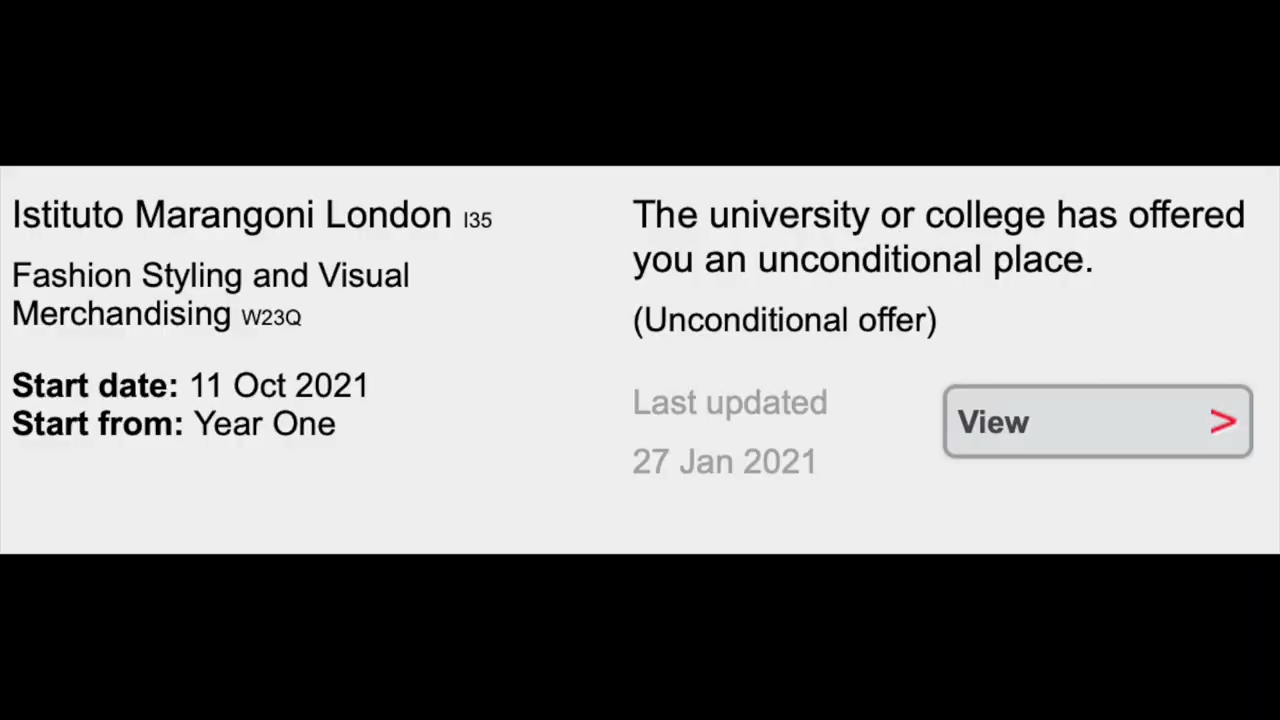 Istituto Marangoni London I35
Fashion Styling and Visual
Merchandising W23Q
Start date: 11 Oct 2021
Start from: Year One
The university or college has offered
you an unconditional place.
(Unconditional offer)
Last updated
27 Jan 2021
View >